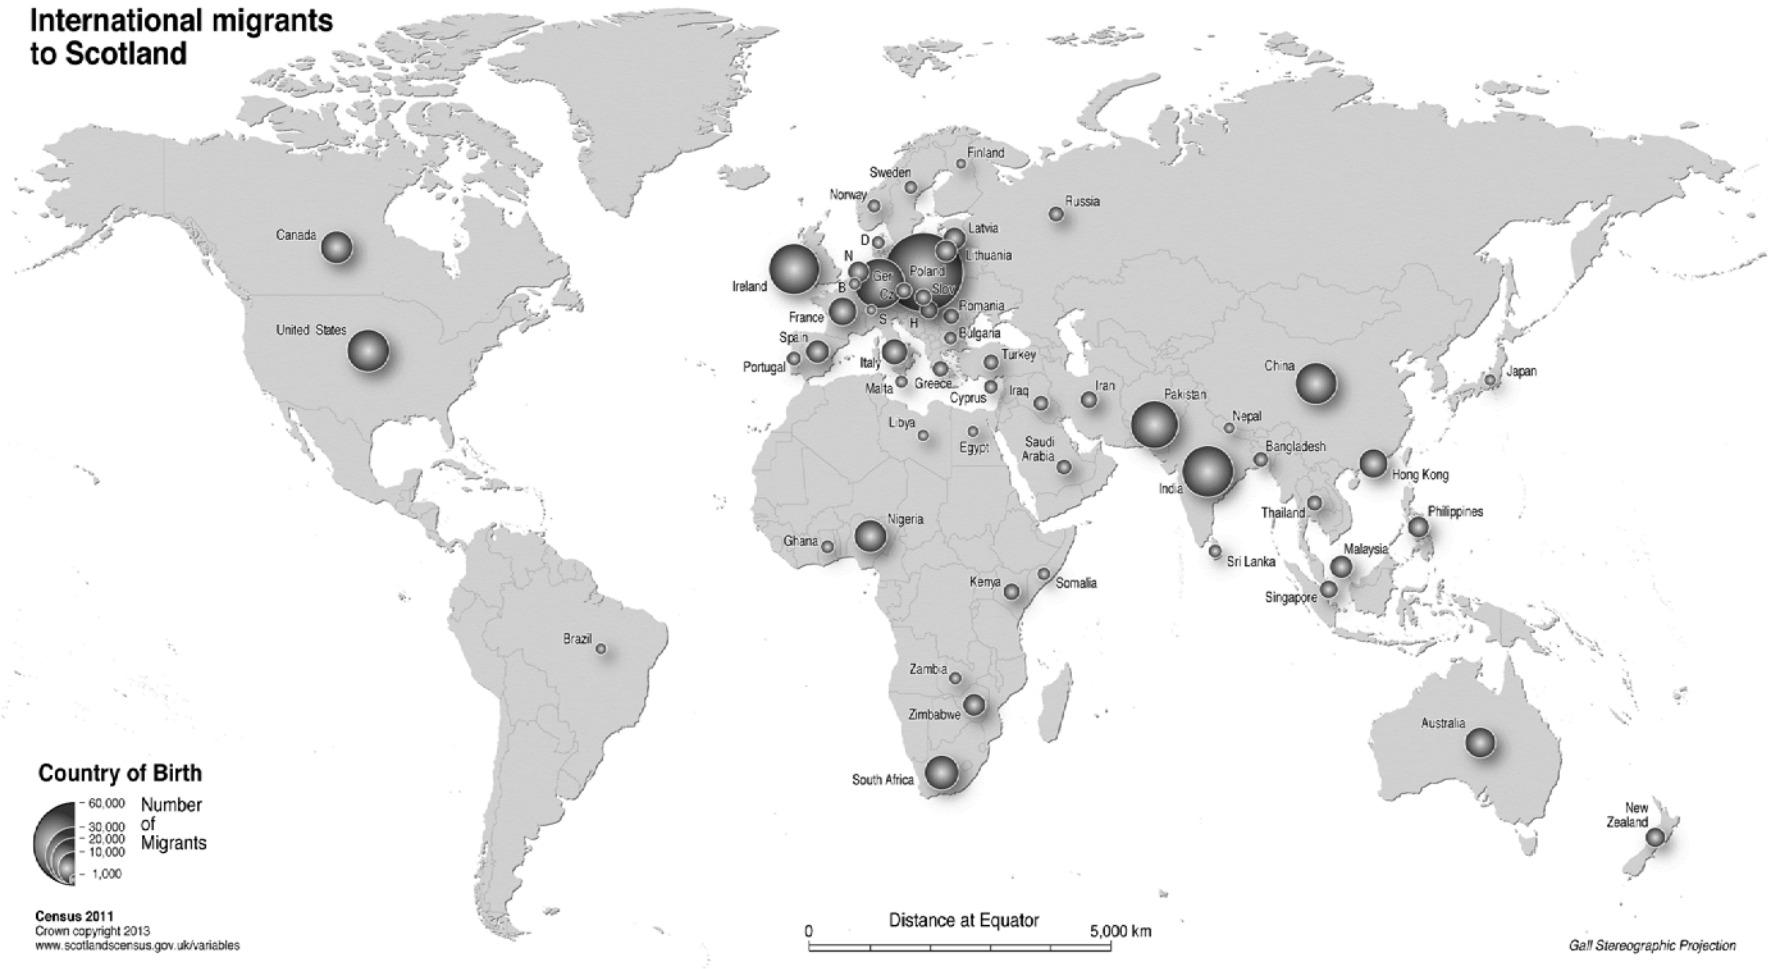 International migrants
to Scotland
Finland
Sweden
Norway
Russia
Canada
D
Latvia
N
Lithuania
Ireland
B
Ger
Poland
Cz
Slov
France
S
H
Romania
United States
Spain
Bulgaria
Portugal
Italy
Turkey
Malta
Greece
Cyprus
Iraq
Iran
China
Japan
Pakistan
Libya
Egypt
Saudi
Arabia
Nepal
Bangladesh
India
Hong Kong
Thailand
Philippines
Nigeria
Ghana
Sri Lanka
Malaysia
Kenya
Somalia
Singapore
Brazil
Zambia
Zimbabwe
Australia
South Africa
New
Zealand
Country of Birth
60,000
30,000
20,000
10,000
1,000
Number
of
Migrants
Census 2011
Crown copyright 2013
www.scotlandscensus.gov.uk/variables
Distance at Equator
0
5,000 km
Gall Stereographic Projection